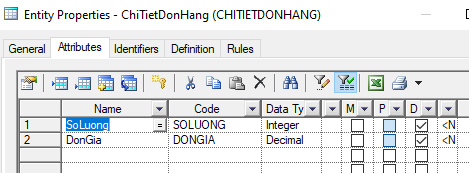 Entity Properties - ChiTietDonHang (CHITIETDONHANG)
General Attributes Identifiers Definition Rules
Name Code Data Ty M P D <N
1 SoLuong = SOLUONG Integer <N
2 DonGia DONGIA Decimal <N